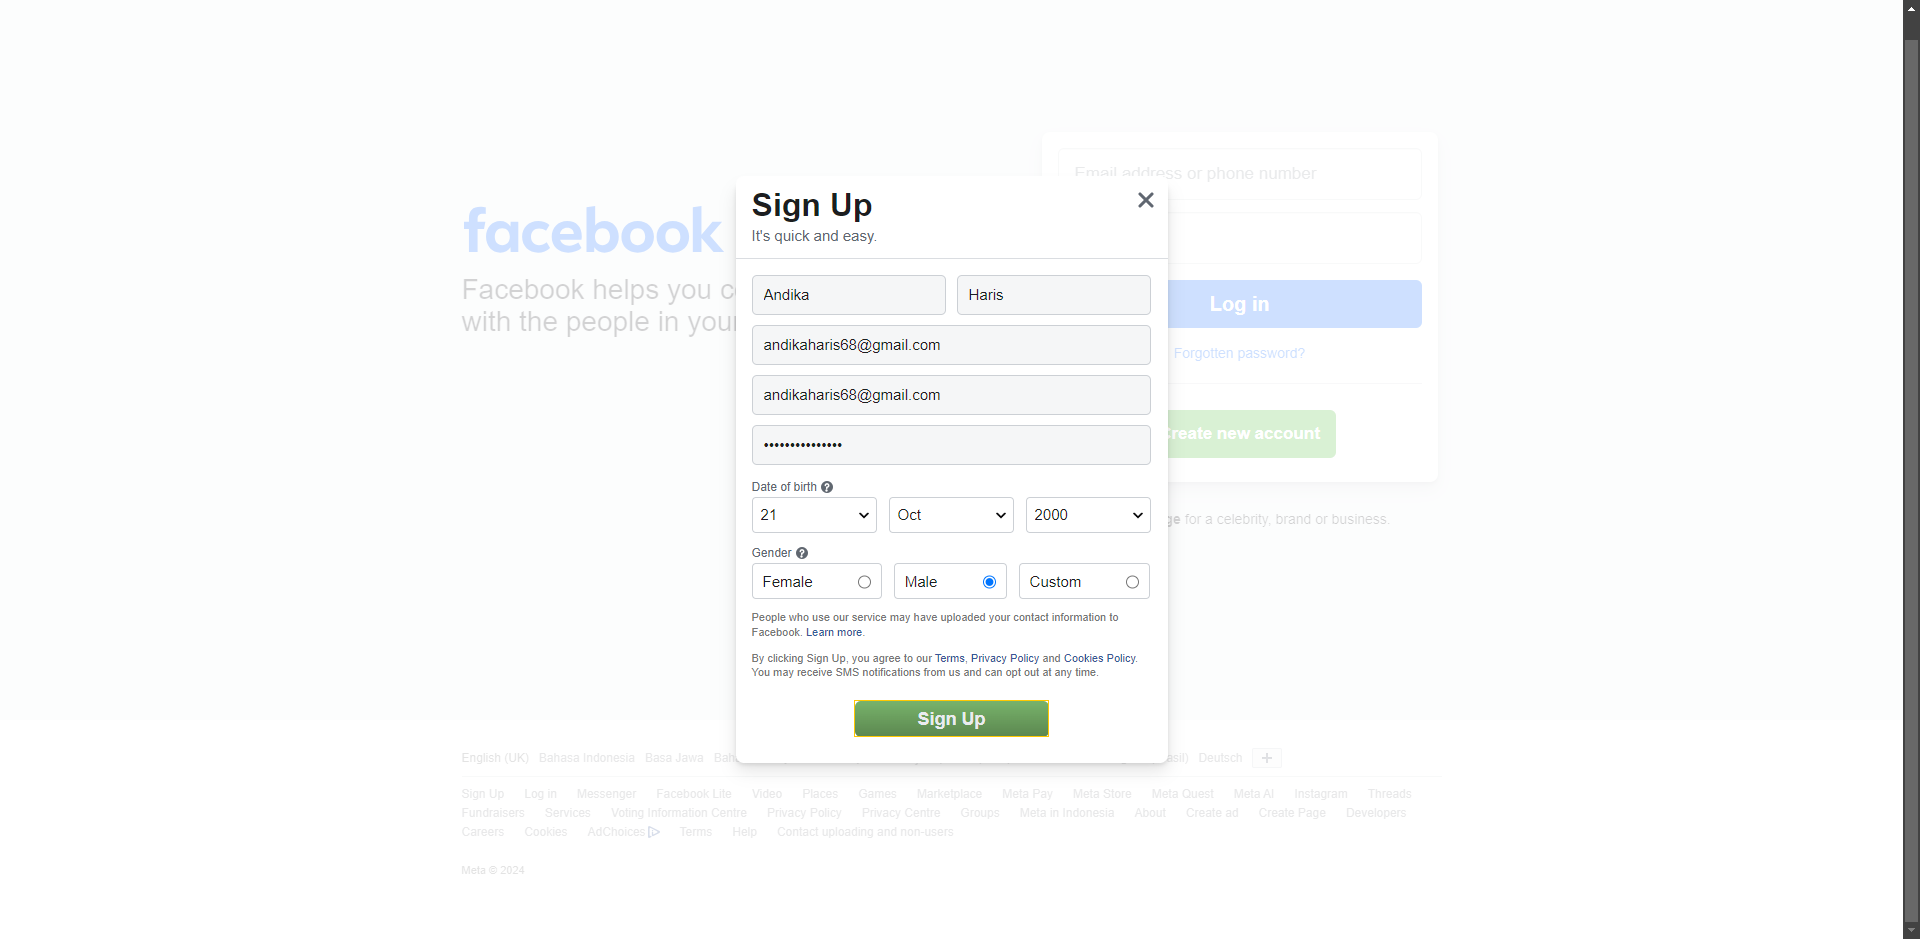 facebook
Facebook helps you c
with the people in your
Email address or phone number
Log in
Forgotten password?
Create new account
ge for a celebrity, brand or business.
Sign Up
It's quick and easy.
Andika Haris
andikaharis68@gmail.com
andikaharis68@gmail.com
•••••••••••••••
Date of birth ?
21 Oct 2000
Gender ?
Female Male Custom
People who use our service may have uploaded your contact information to
Facebook. Learn more.
By clicking Sign Up, you agree to our Terms, Privacy Policy and Cookies Policy.
You may receive SMS notifications from us and can opt out at any time.
Sign Up
English (UK) Bahasa Indonesia Basa Jawa Bah asil) Deutsch +
Sign Up Log in Messenger Facebook Lite Video Places Games Marketplace Meta Pay Meta Store Meta Quest Meta AI Instagram Threads
Fundraisers Services Voting Information Centre Privacy Policy Privacy Centre Groups Meta in Indonesia About Create ad Create Page Developers
Careers Cookies AdChoices Terms Help Contact uploading and non-users
Meta © 2024